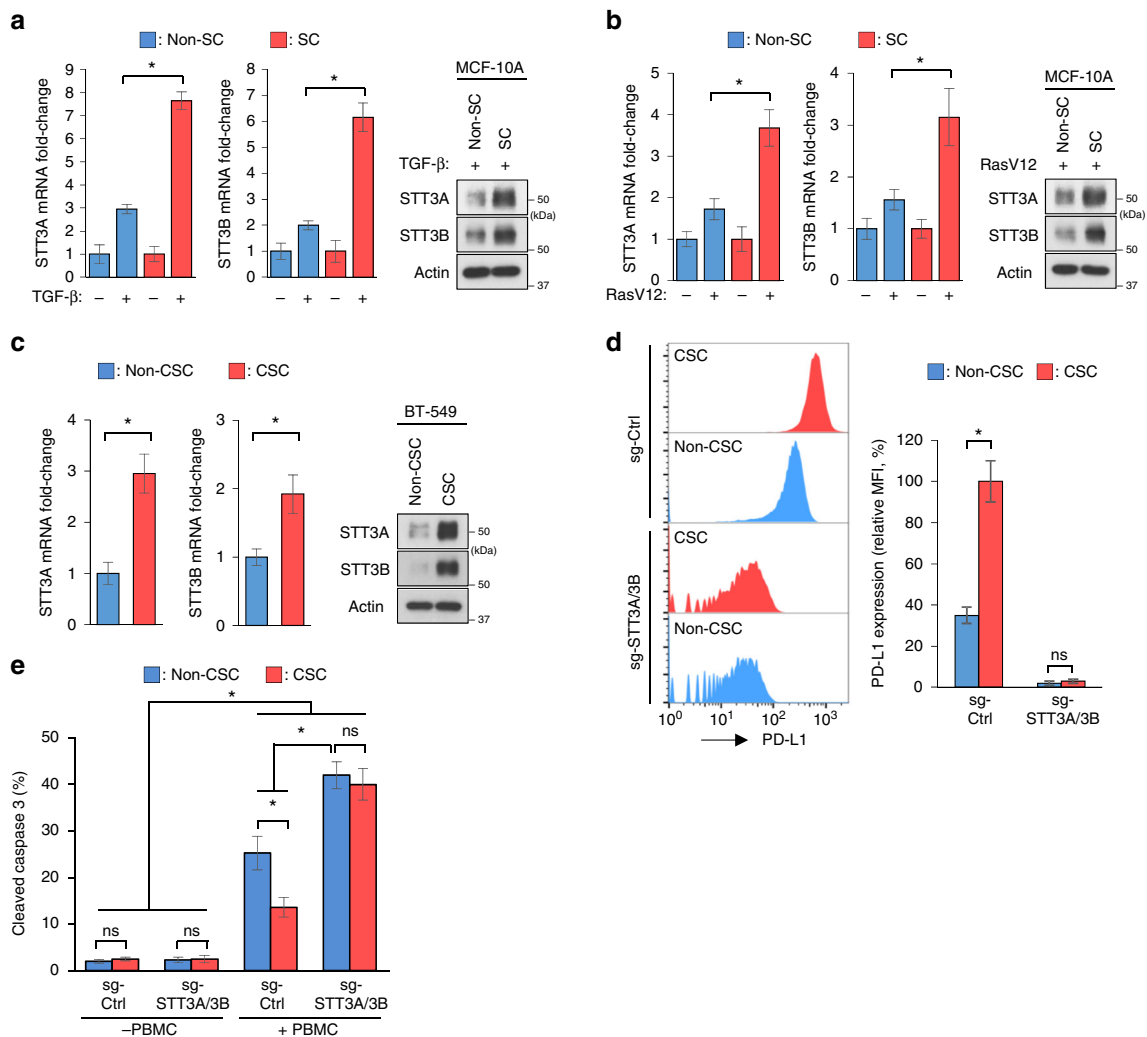 a
: Non-SC : SC
STT3A mRNA fold-change
9
8
7
6
5
4
3
2
1
0
*
TGF-β: – + – +
STT3B mRNA fold-change
8
7
6
5
4
3
2
1
0
*
– + – +
MCF-10A
Non-SC
SC
TGF-β: + +
STT3A
50
(kDa)
STT3B
50
Actin
37
b
: Non-SC : SC
STT3A mRNA fold-change
5
4
3
2
1
0
*
RasV12: – + – +
STT3B mRNA fold-change
4
3
2
1
0
*
– + – +
MCF-10A
Non-SC
SC
RasV12: + +
STT3A
50
(kDa)
STT3B
50
Actin
37
c
: Non-CSC : CSC
STT3A mRNA fold-change
4
3
2
1
0
*
STT3B mRNA fold-change
3
2
1
0
*
BT-549
Non-CSC
CSC
STT3A
50
(kDa)
STT3B
50
Actin
37
d
sg-Ctrl
CSC
Non-CSC
sg-STT3A/3B
CSC
Non-CSC
10⁰ 10¹ 10² 10³
PD-L1
: Non-CSC : CSC
PD-L1 expression (relative MFI, %)
120
100
80
60
40
20
0
*
ns
sg- sg-
Ctrl STT3A/3B
e
: Non-CSC : CSC
Cleaved caspase 3 (%)
50
40
30
20
10
0
*
* ns
*
ns ns
sg- sg- sg- sg-
Ctrl STT3A/3B Ctrl STT3A/3B
–PBMC + PBMC